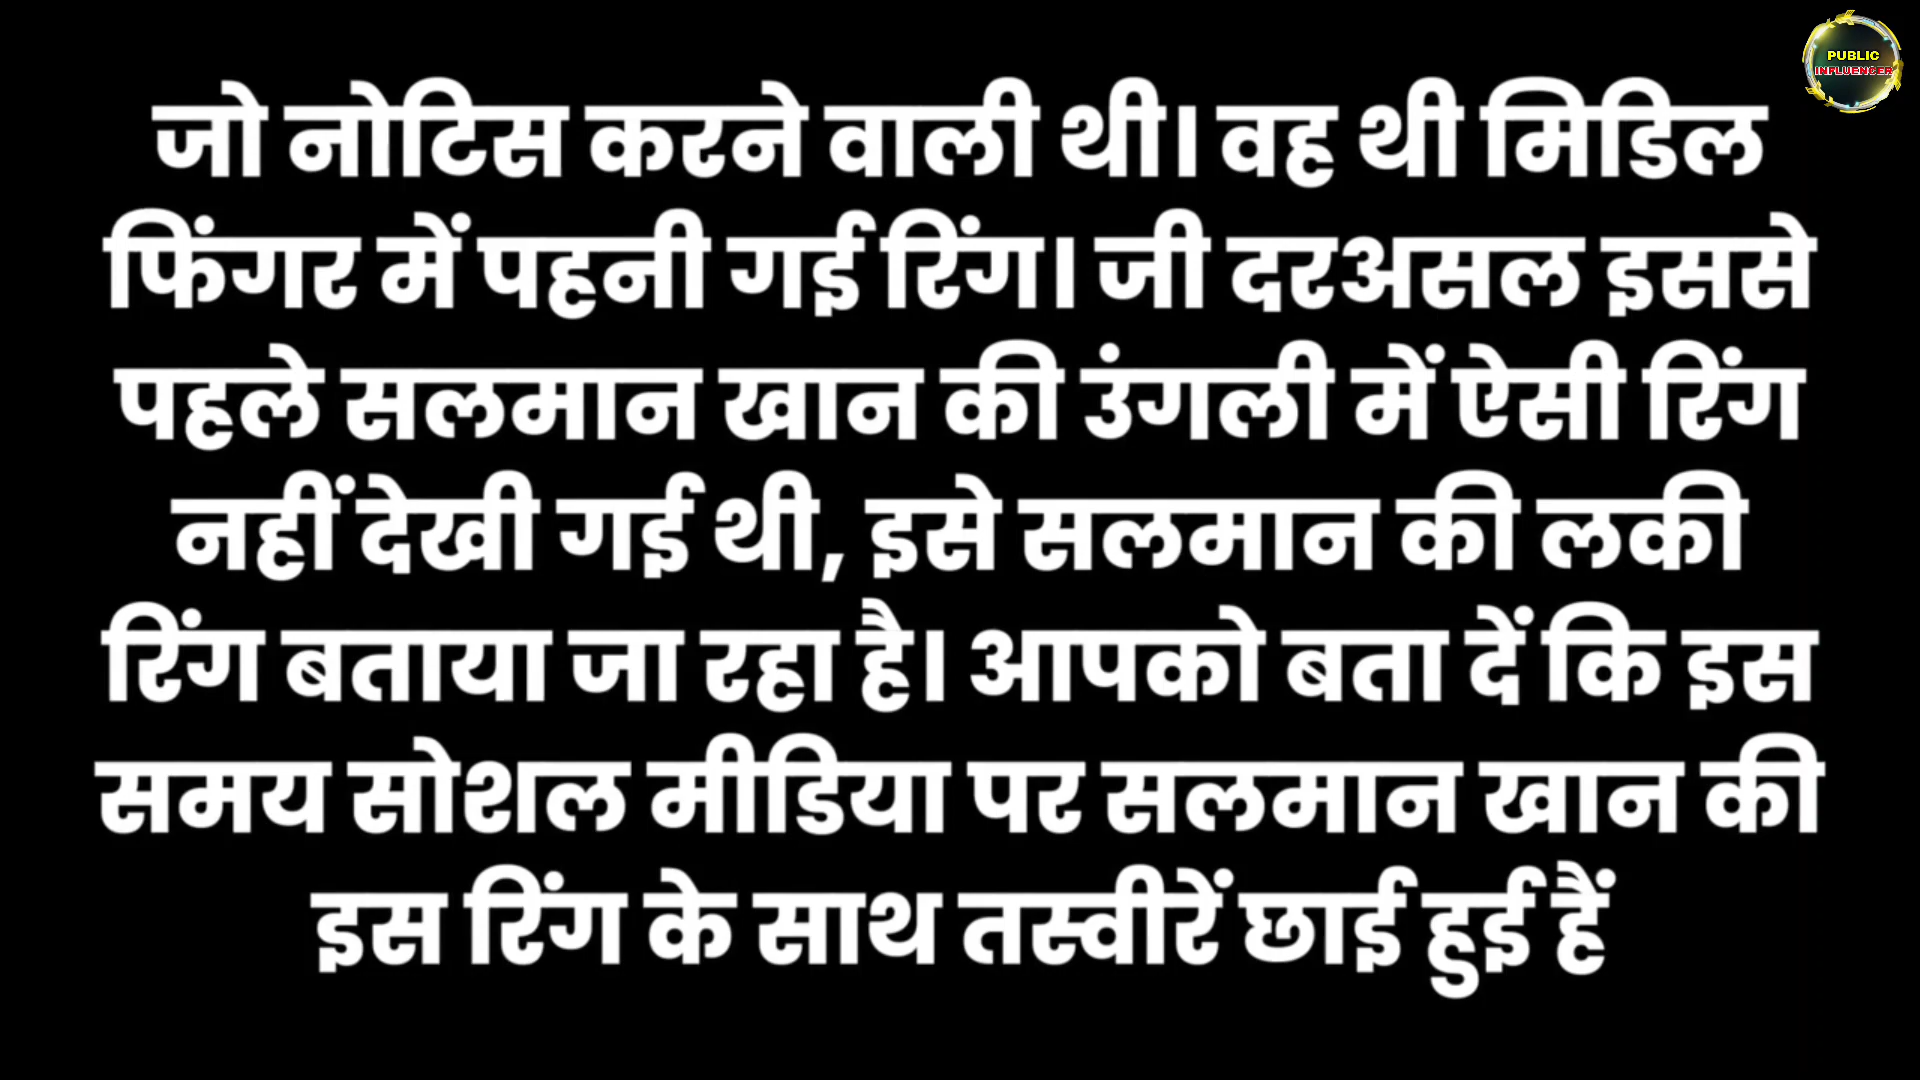 PUBLIC
INFLUENCER
जो नोटिस करने वाली थी। वह थी मिडिल
फिंगर में पहनी गई रिंग। जी दरअसल इससे
पहले सलमान खान की उंगली में ऐसी रिंग
नहीं देखी गई थी, इसे सलमान की लकी
रिंग बताया जा रहा है। आपको बता दें कि इस
समय सोशल मीडिया पर सलमान खान की
इस रिंग के साथ तस्वीरें छाई हुई हैं